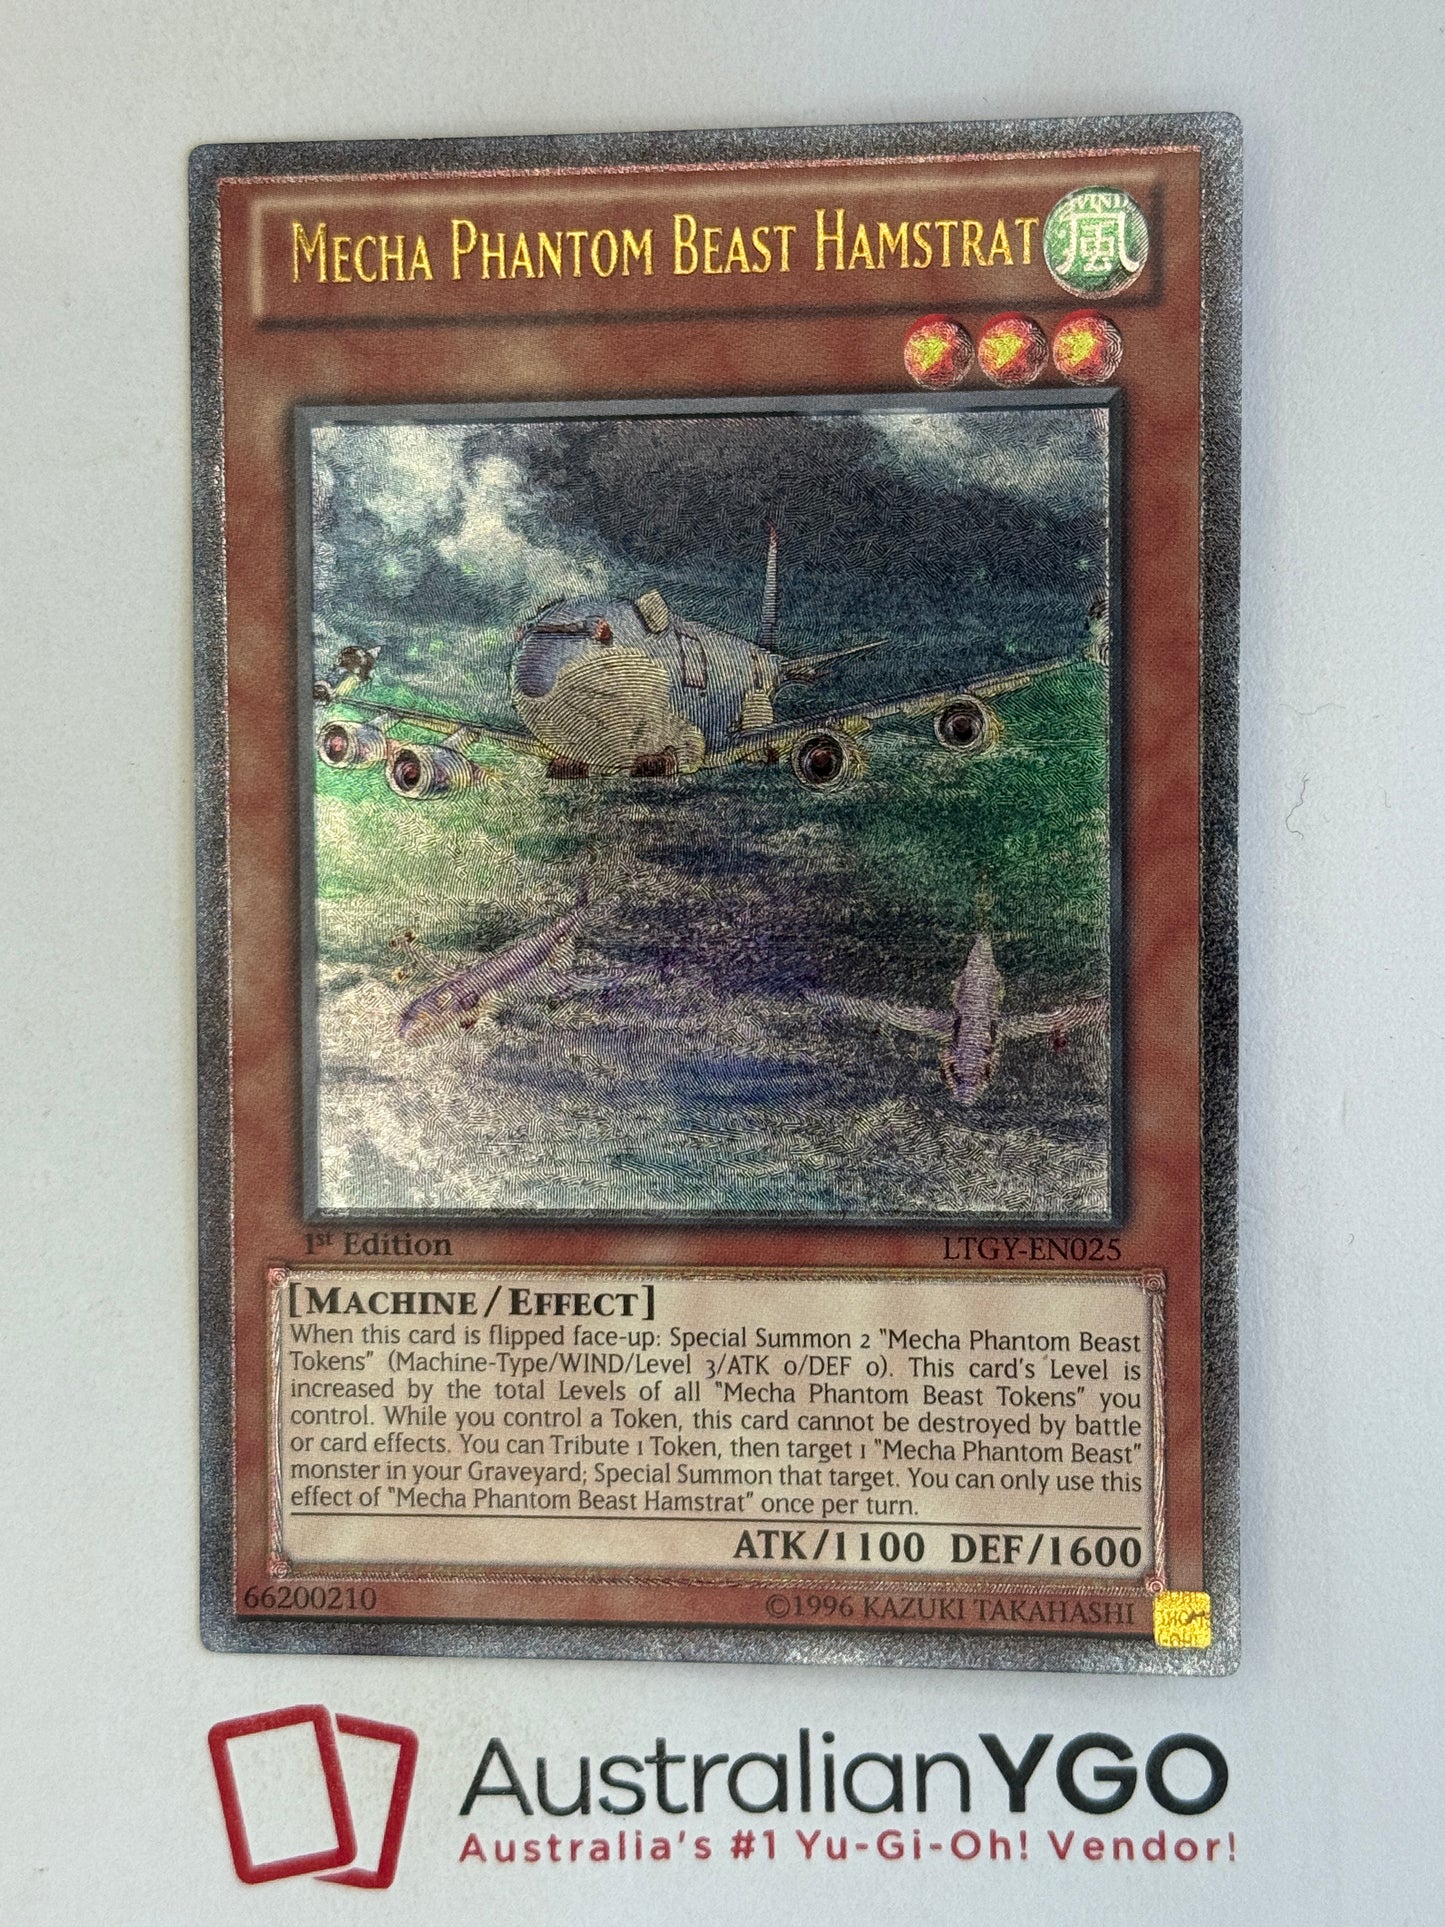 MECHA PHANTOM BEAST HAMSTRAT
WIND
風
1st Edition
LTGY-EN025
[MACHINE/EFFECT]
When this card is flipped face-up: Special Summon 2 "Mecha Phantom Beast
Tokens" (Machine-Type/WIND/Level 3/ATK 0/DEF 0). This card's Level is
increased by the total Levels of all "Mecha Phantom Beast Tokens" you
control. While you control a Token, this card cannot be destroyed by battle
or card effects. You can Tribute 1 Token, then target 1 "Mecha Phantom Beast"
monster in your Graveyard; Special Summon that target. You can only use this
effect of "Mecha Phantom Beast Hamstrat" once per turn.
ATK/1100 DEF/1600
66200210
©1996 KAZUKI TAKAHASHI
AustralianYGO
Australia's #1 Yu-Gi-Oh! Vendor!